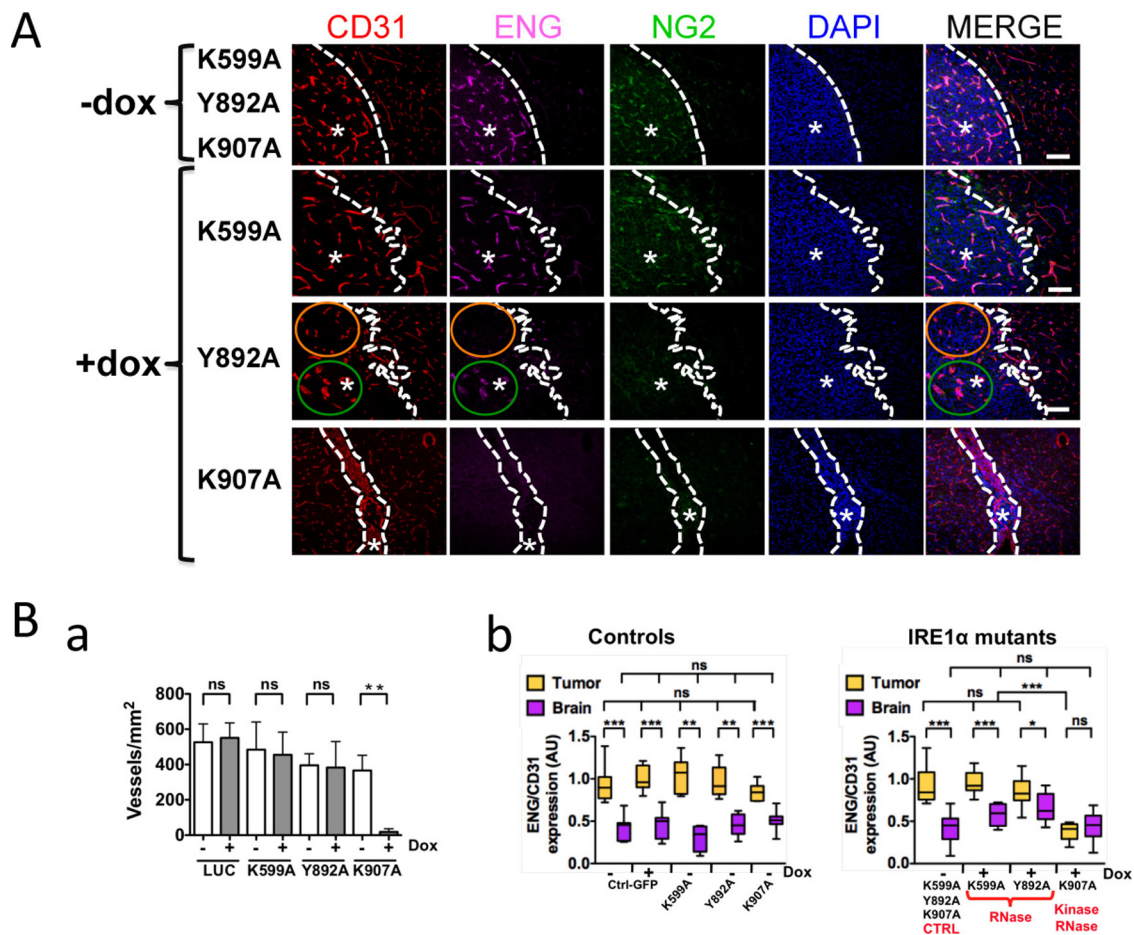 A
CD31 ENG NG2 DAPI MERGE
-dox
K599A
Y892A
K907A
* * * * *
+dox
K599A
* * * * *
Y892A
* * * * *
K907A
* * * * *
B
a
ns ns ns **
Vessels/mm²
800
600
400
200
0
- + - + - + - + Dox
LUC K599A Y892A K907A
b
Controls
Tumor
Brain
ns
ns
*** *** ** ** ***
ENG/CD31
expression (AU)
1.5
1.0
0.5
0.0
- + - - - Dox
Ctrl-GFP K599A Y892A K907A
IRE1α mutants
Tumor
Brain
ns
ns ***
*** *** * ns
ENG/CD31
expression (AU)
1.5
1.0
0.5
0.0
- + + + Dox
K599A K599A Y892A K907A
Y892A
K907A
CTRL
RNase
Kinase
RNase